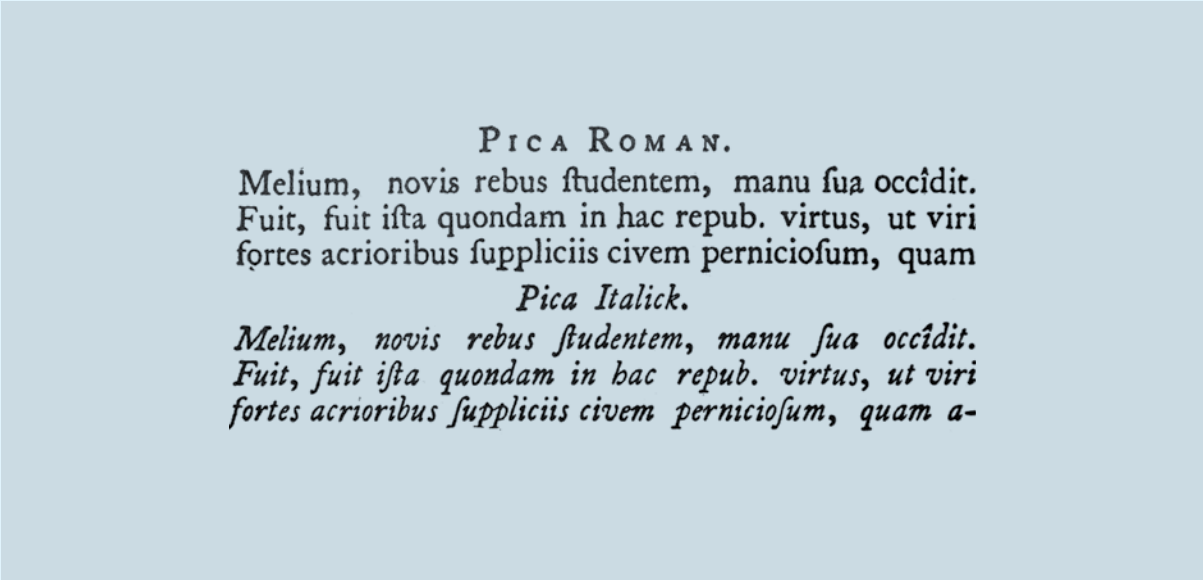 PICA ROMAN.
Melium, novis rebus ſtudentem, manu ſua occîdit.
Fuit, fuit iſta quondam in hac repub. virtus, ut viri
fortes acrioribus ſuppliciis civem pernicioſum, quam
Pica Italick.
Melium, novis rebus ſtudentem, manu ſua occîdit.
Fuit, fuit iſta quondam in hac repub. virtus, ut viri
fortes acrioribus ſuppliciis civem pernicioſum, quam a-